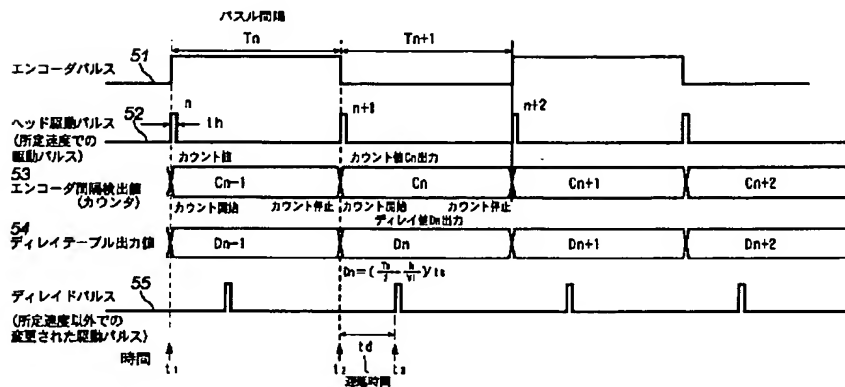 パスル間隔
Tn
Tn+1
51
エンコーダパルス
n
n+1
n+2
52
ヘッド駆動パルス
th
(所定速度での
駆動パルス)
カウント値
カウント値Cn出力
53
エンコーダ間隔検出値
(カウンタ)
Cn-1
Cn
Cn+1
Cn+2
カウント開始
カウント停止
カウント開始
カウント停止
ディレイ値Dn出力
54
ディレイテーブル出力値
Dn-1
Dn
Dn+1
Dn+2
55
ディレイドパルス
(所定速度以外での
変更された駆動パルス)
td
時間
t1
t2
t3
遅延時間